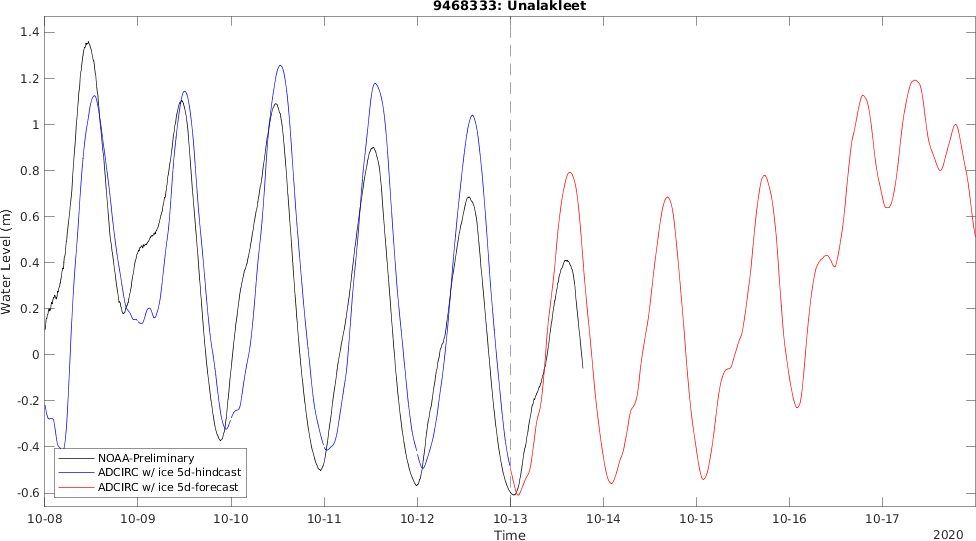 9468333: Unalakleet
Water Level (m)
1.4
1.2
1
0.8
0.6
0.4
0.2
0
-0.2
-0.4
-0.6
NOAA-Preliminary
ADCIRC w/ ice 5d-hindcast
ADCIRC w/ ice 5d-forecast
10-08 10-09 10-10 10-11 10-12 10-13 10-14 10-15 10-16 10-17
Time
2020